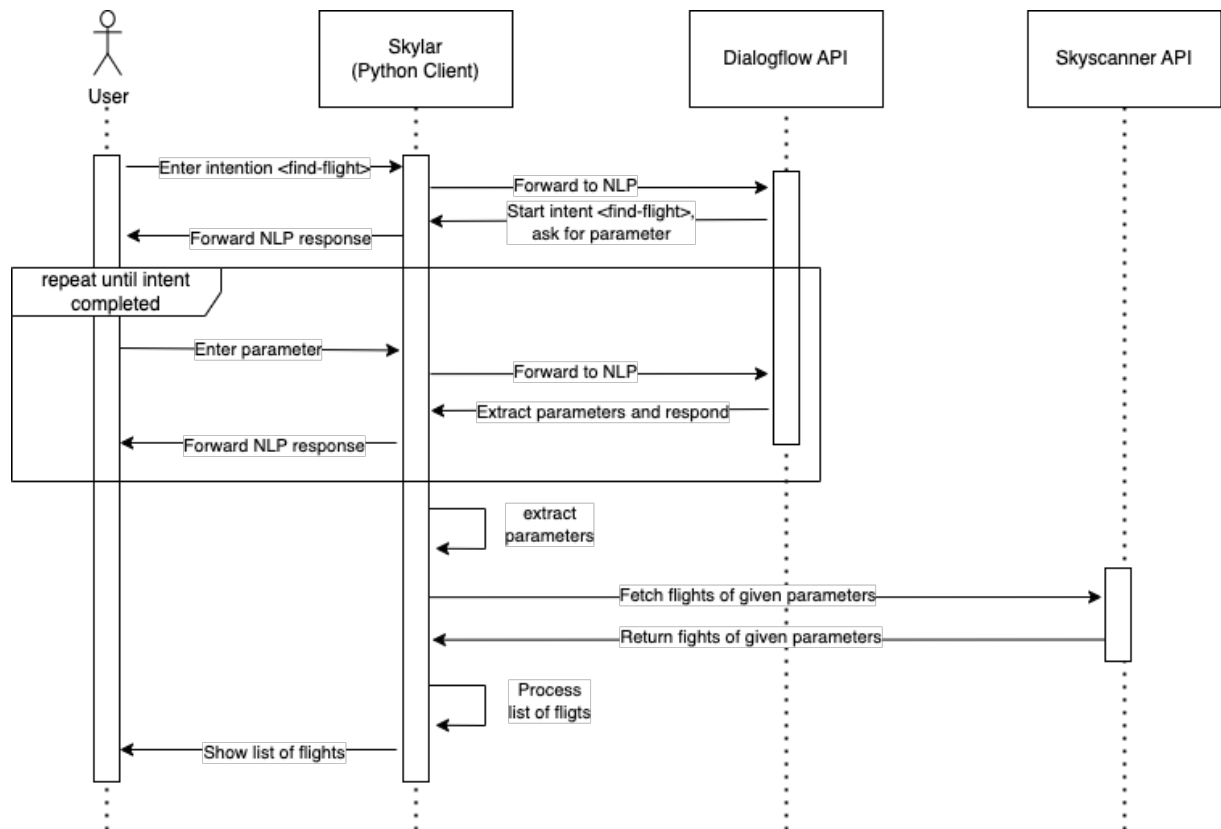 User
Skylar
(Python Client)
Dialogflow API
Skyscanner API
Enter intention <find-flight>
Forward to NLP
Start intent <find-flight>,
ask for parameter
Forward NLP response
repeat until intent
completed
Enter parameter
Forward to NLP
Extract parameters and respond
Forward NLP response
extract
parameters
Fetch flights of given parameters
Return fights of given parameters
Process
list of fligts
Show list of flights